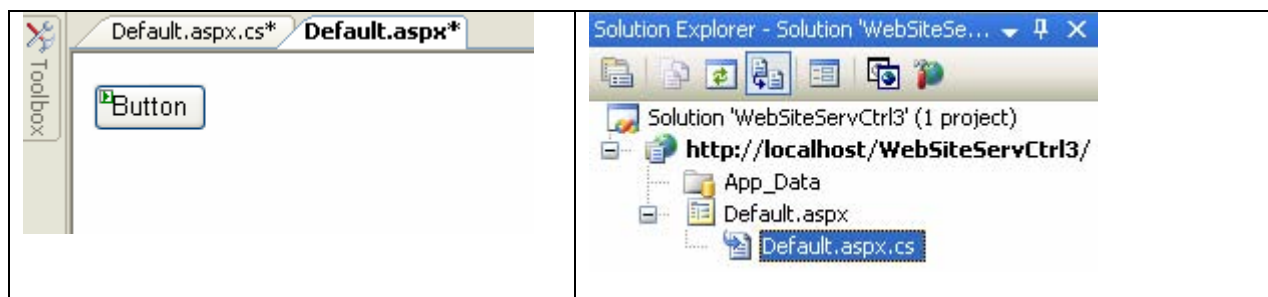 Default.aspx.cs* Default.aspx*
Toolbox
Button
Solution Explorer - Solution 'WebSiteSe...
Solution 'WebSiteServCtrl3' (1 project)
http://localhost/WebSiteServCtrl3/
App_Data
Default.aspx
Default.aspx.cs